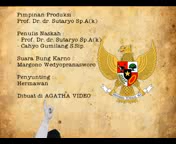 Pimpinan Produksi
Prof. Dr. dr. Sutaryo Sp.A(k)
Penulis Naskah
- Prof. Dr. dr. Sutaryo Sp.A(k)
- Cahyo Gumilang S.Sip.
Suara Bung Karno
Margono Wedyopranasworo
Penyunting ...
Hermawan
Dibuat di AGATHA VIDEO